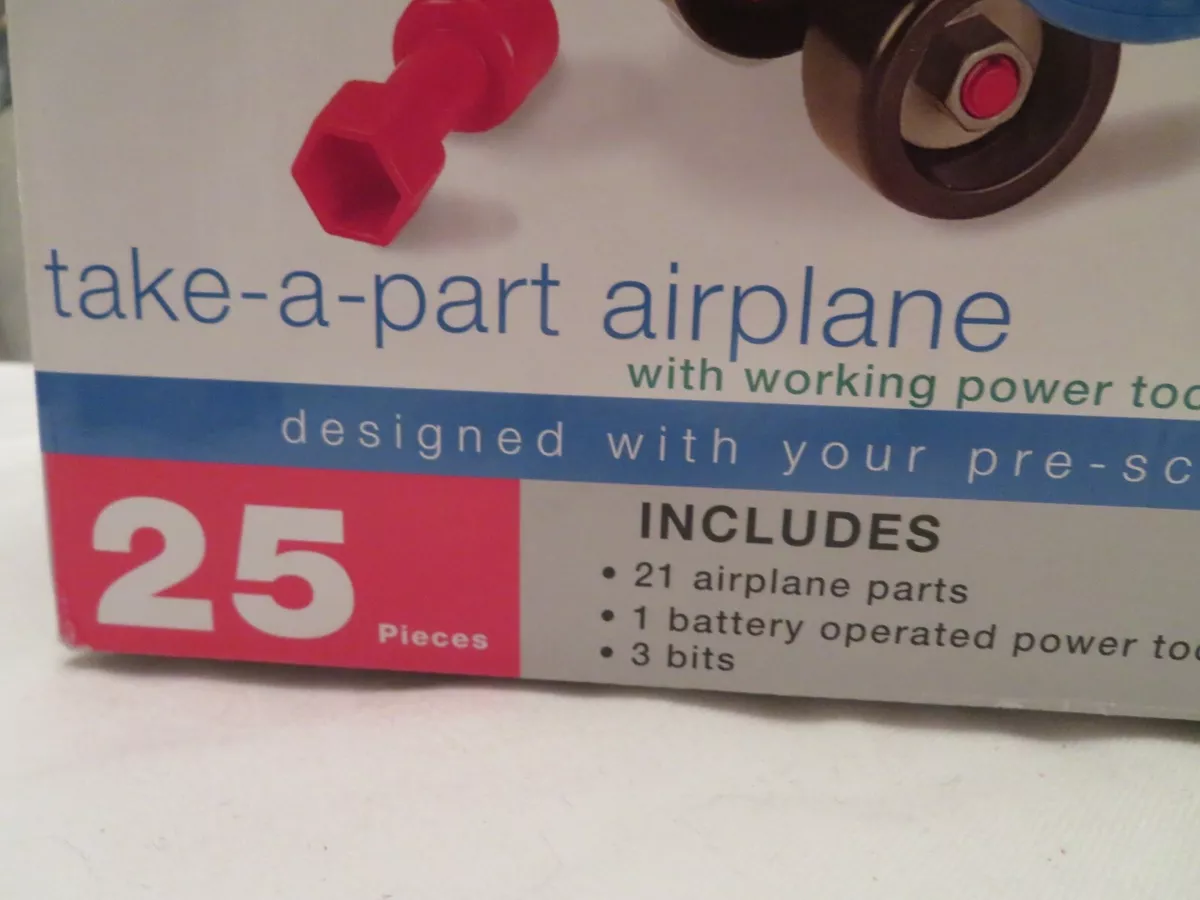 take-a-part airplane
with working power
designed with your
25 Pieces
INCLUDES
• 21 airplane parts
• 1 battery operated power
• 3 bits